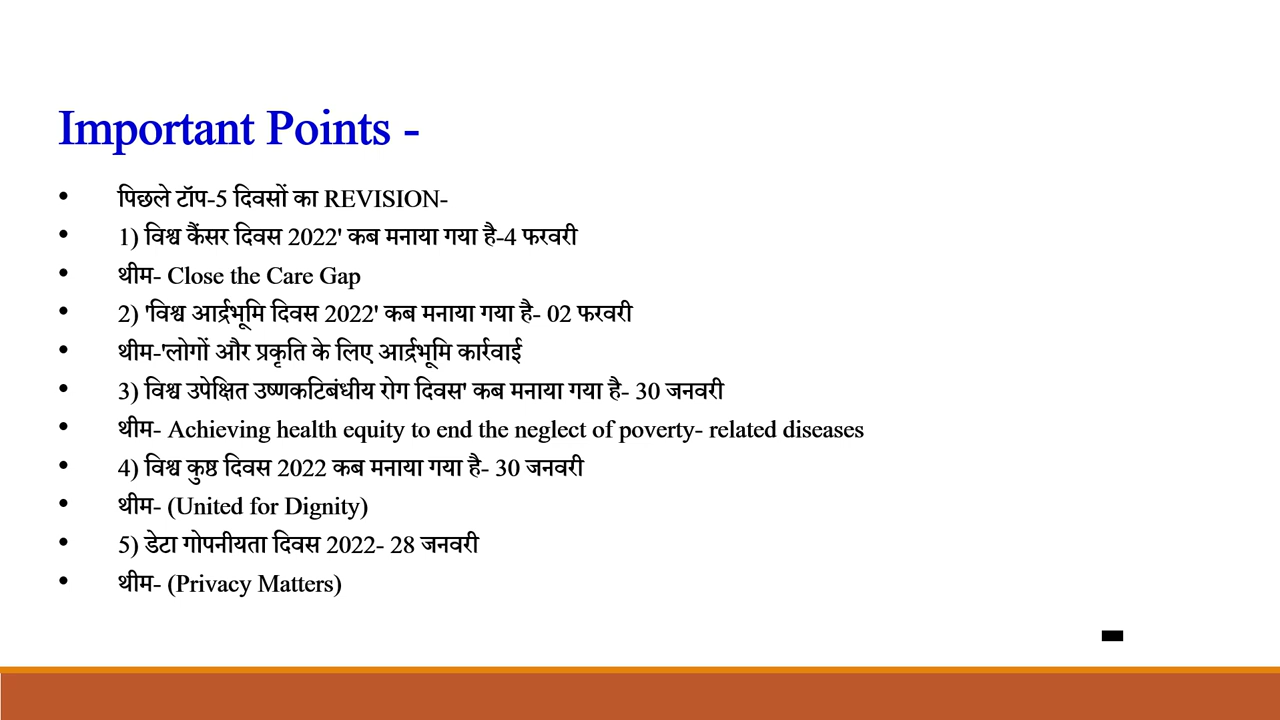 Important Points -
• पिछले टॉप-5 दिवसों का REVISION-
• 1) विश्व कैंसर दिवस 2022' कब मनाया गया है-4 फरवरी
• थीम- Close the Care Gap
• 2) 'विश्व आर्द्रभूमि दिवस 2022' कब मनाया गया है- 02 फरवरी
• थीम-'लोगों और प्रकृति के लिए आर्द्रभूमि कार्रवाई
• 3) विश्व उपेक्षित उष्णकटिबंधीय रोग दिवस' कब मनाया गया है- 30 जनवरी
• थीम- Achieving health equity to end the neglect of poverty- related diseases
• 4) विश्व कुष्ठ दिवस 2022 कब मनाया गया है- 30 जनवरी
• थीम- (United for Dignity)
• 5) डेटा गोपनीयता दिवस 2022- 28 जनवरी
• थीम- (Privacy Matters)